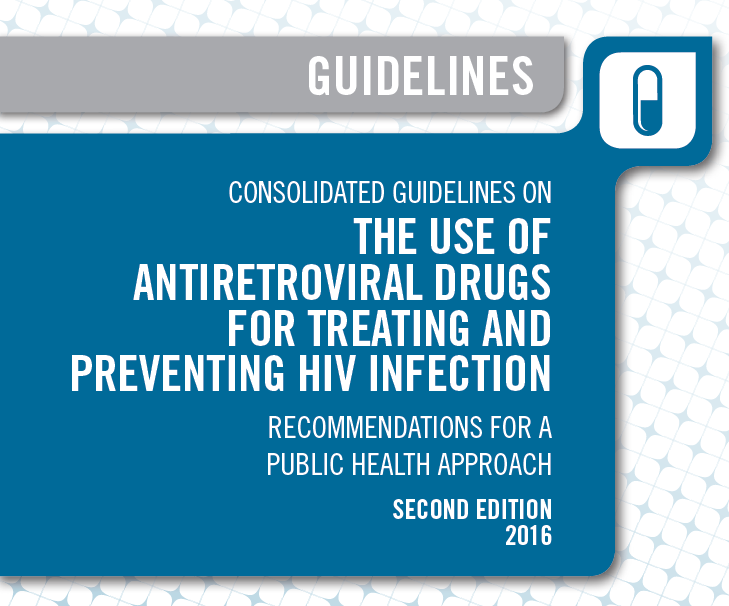 GUIDELINES
CONSOLIDATED GUIDELINES ON
THE USE OF
ANTIRETROVIRAL DRUGS
FOR TREATING AND
PREVENTING HIV INFECTION
RECOMMENDATIONS FOR A
PUBLIC HEALTH APPROACH
SECOND EDITION
2016